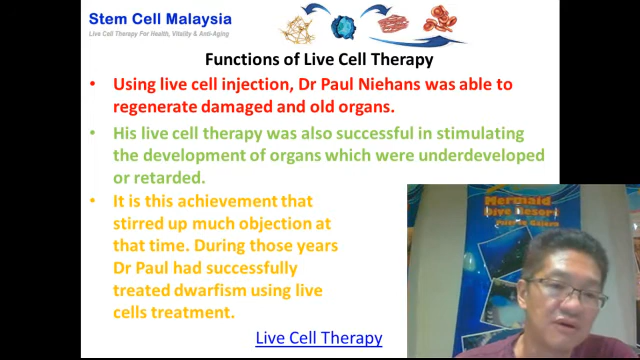 Stem Cell Malaysia
Live Cell Therapy For Health, Vitality & Anti-Aging
Functions of Live Cell Therapy
• Using live cell injection, Dr Paul Niehans was able to
regenerate damaged and old organs.
• His live cell therapy was also successful in stimulating
the development of organs which were underdeveloped
or retarded.
• It is this achievement that
stirred up much objection at
that time. During those years
Dr Paul had successfully
treated dwarfism using live
cells treatment.
Live Cell Therapy
Mermaid
Dive Resort